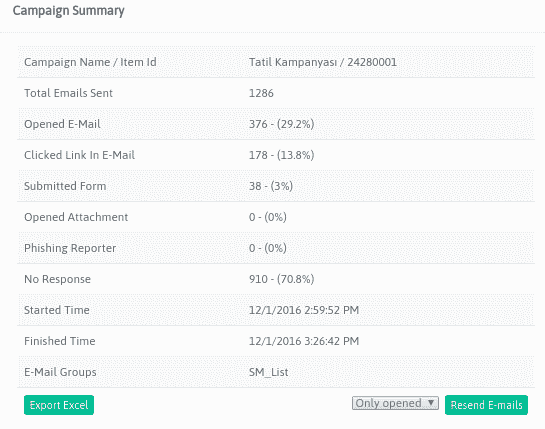 Campaign Summary
Campaign Name / Item Id Tatil Kampanyası / 24280001
Total Emails Sent 1286
Opened E-Mail 376 - (29.2%)
Clicked Link In E-Mail 178 - (13.8%)
Submitted Form 38 - (3%)
Opened Attachment 0 - (0%)
Phishing Reporter 0 - (0%)
No Response 910 - (70.8%)
Started Time 12/1/2016 2:59:52 PM
Finished Time 12/1/2016 3:26:42 PM
E-Mail Groups SM_List
Export Excel Only opened ▼ Resend E-mails